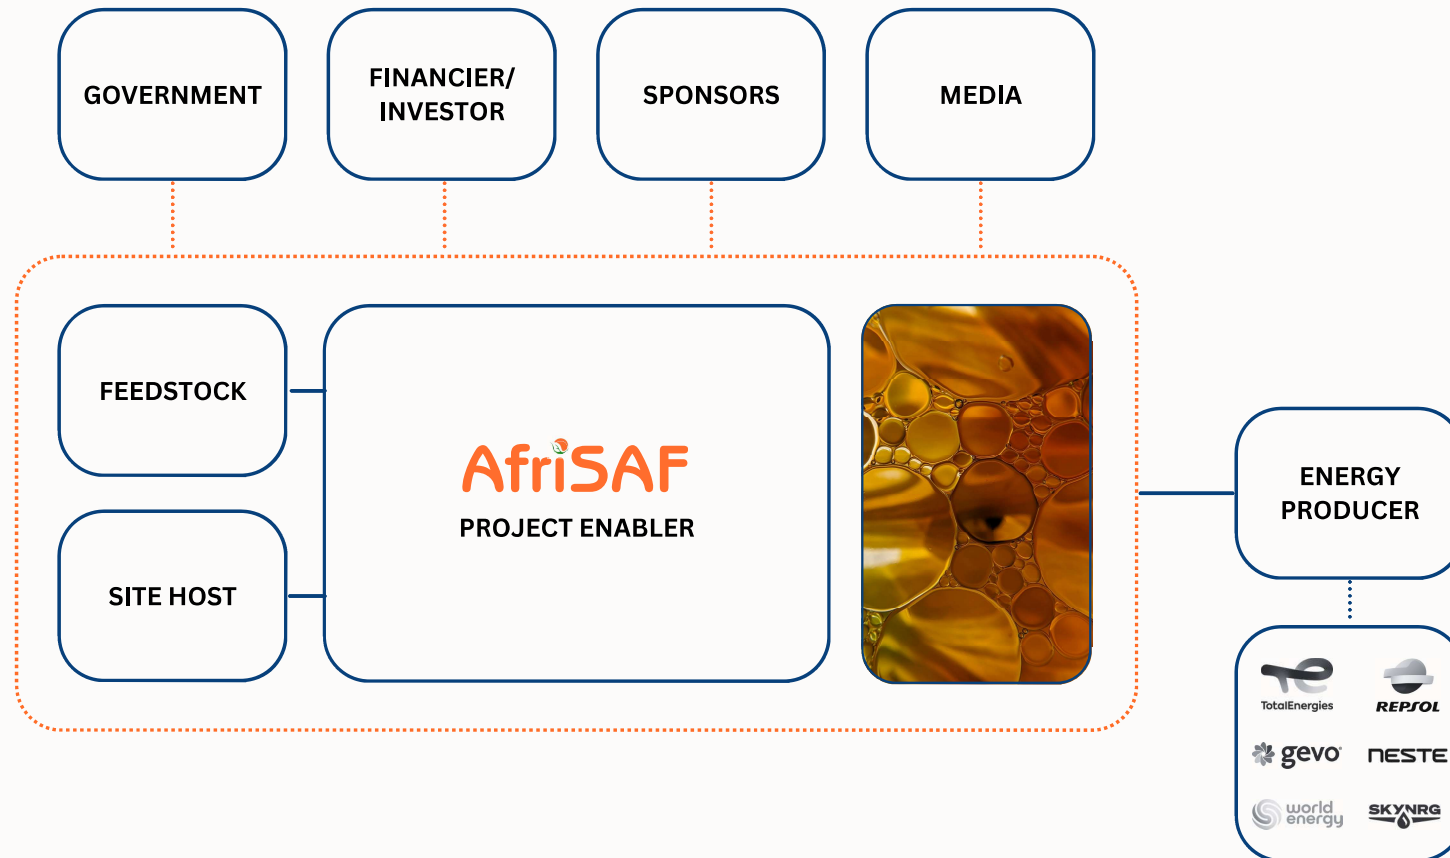 GOVERNMENT
FINANCIER/
INVESTOR
SPONSORS
MEDIA
FEEDSTOCK
SITE HOST
AfriSAF
PROJECT ENABLER
ENERGY
PRODUCER
TotalEnergies
REPSOL
gevo
NESTE
world
energy
SKYNRG